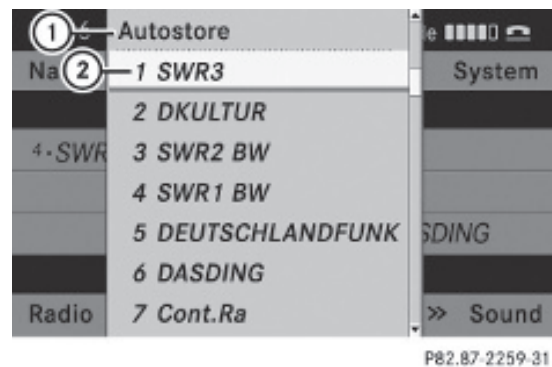 1 6 Autostore e
Na 2 1 SWR3 System
2 DKULTUR
4·SWR 3 SWR2 BW
4 SWR1 BW
5 DEUTSCHLANDFUNK SDING
6 DASDING
Radio 7 Cont.Ra >> Sound
P82.87-2259-31